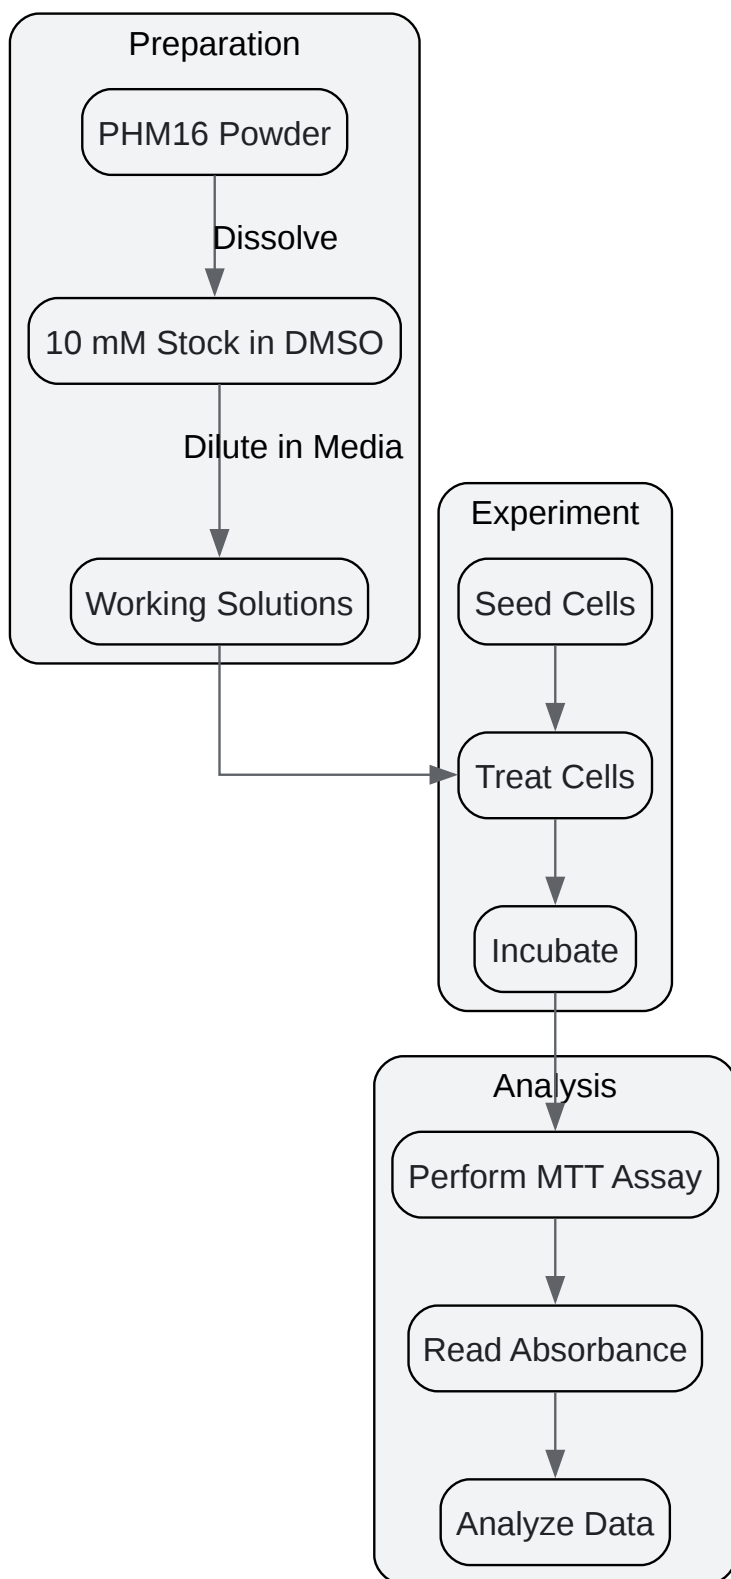 Preparation
PHM16 Powder
Dissolve
10 mM Stock in DMSO
Dilute in Media
Working Solutions
Experiment
Seed Cells
Treat Cells
Incubate
Analysis
Perform MTT Assay
Read Absorbance
Analyze Data